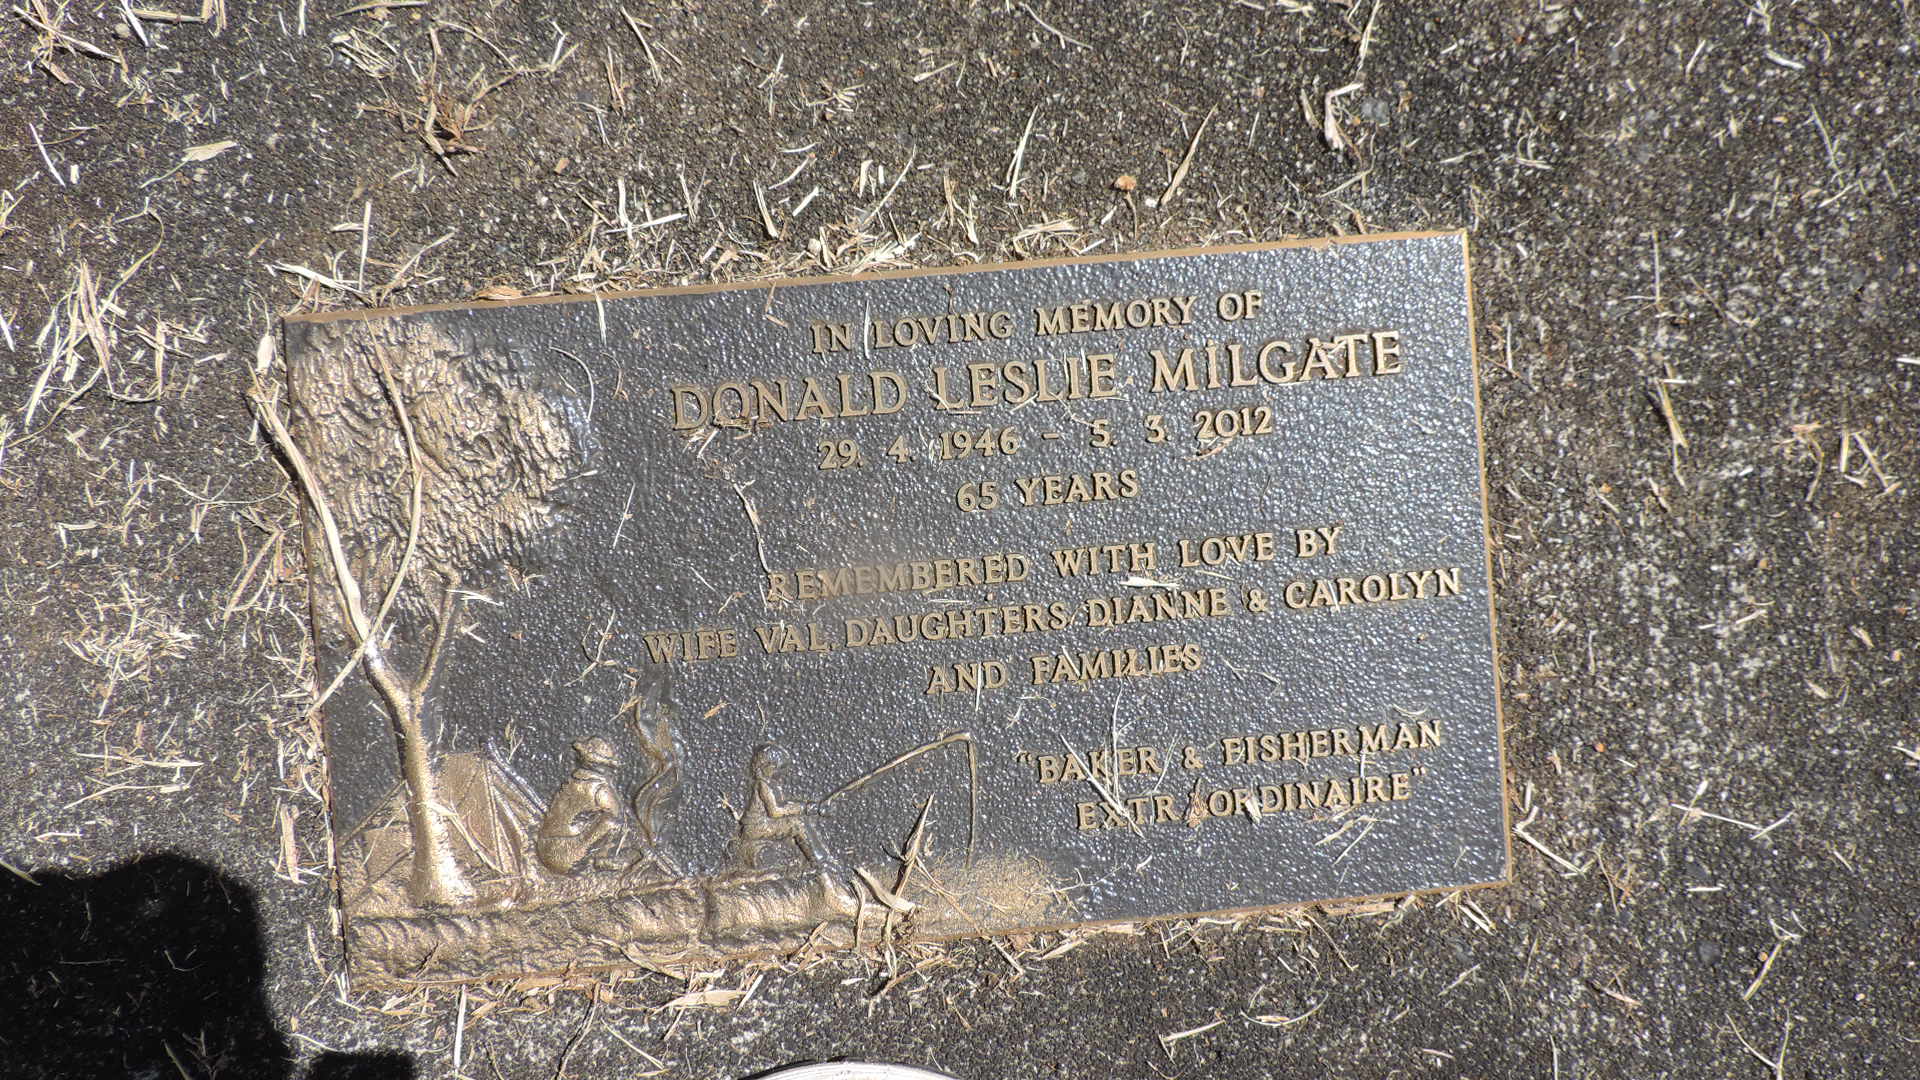 IN LOVING MEMORY OF
DONALD LESLIE MILGATE
29. 4. 1946 - 5. 3. 2012
65 YEARS
REMEMBERED WITH LOVE BY
WIFE VAL, DAUGHTERS DIANNE & CAROLYN
AND FAMILIES
"BAKER & FISHERMAN
EXTRAORDINAIRE"